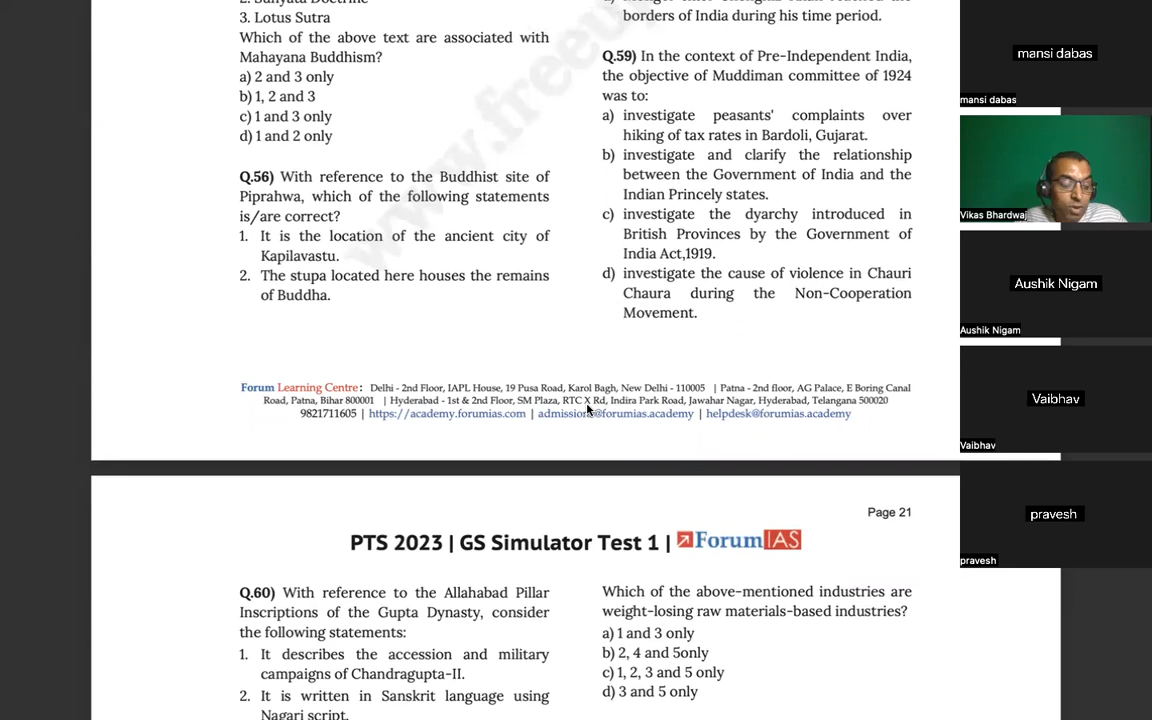 3. Lotus Sutra
Which of the above text are associated with
Mahayana Buddhism?
a) 2 and 3 only
b) 1, 2 and 3
c) 1 and 3 only
d) 1 and 2 only
Q.56) With reference to the Buddhist site of
Piprahwa, which of the following statements
is/are correct?
1. It is the location of the ancient city of
Kapilavastu.
2. The stupa located here houses the remains
of Buddha.
borders of India during his time period.
Q.59) In the context of Pre-Independent India,
the objective of Muddiman committee of 1924
was to:
a) investigate peasants' complaints over
hiking of tax rates in Bardoli, Gujarat.
b) investigate and clarify the relationship
between the Government of India and the
Indian Princely states.
c) investigate the dyarchy introduced in
British Provinces by the Government of
India Act,1919.
d) investigate the cause of violence in Chauri
Chaura during the Non-Cooperation
Movement.
www.freeu
Forum Learning Centre: Delhi - 2nd Floor, IAPL House, 19 Pusa Road, Karol Bagh, New Delhi - 110005 | Patna - 2nd floor, AG Palace, E Boring Canal
Road, Patna, Bihar 800001 | Hyderabad - 1st & 2nd Floor, SM Plaza, RTC X Rd, Indira Park Road, Jawahar Nagar, Hyderabad, Telangana 500020
9821711605 | https://academy.forumias.com | admissions@forumias.academy | helpdesk@forumias.academy
Page 21
PTS 2023 | GS Simulator Test 1 | ForumIAS
Q.60) With reference to the Allahabad Pillar
Inscriptions of the Gupta Dynasty, consider
the following statements:
1. It describes the accession and military
campaigns of Chandragupta-II.
2. It is written in Sanskrit language using
Nagari script.
Which of the above-mentioned industries are
weight-losing raw materials-based industries?
a) 1 and 3 only
b) 2, 4 and 5only
c) 1, 2, 3 and 5 only
d) 3 and 5 only
mansi dabas
mansi dabas
Vikas Bhardwaj
Aushik Nigam
Aushik Nigam
Vaibhav
Vaibhav
pravesh
pravesh